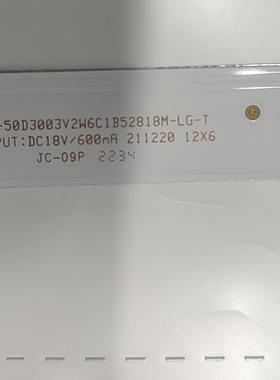 -50D3003V2W6C1B52818M-LG-T
PUT:DC18V/600mA 211220 12X6
JC-09P 2234